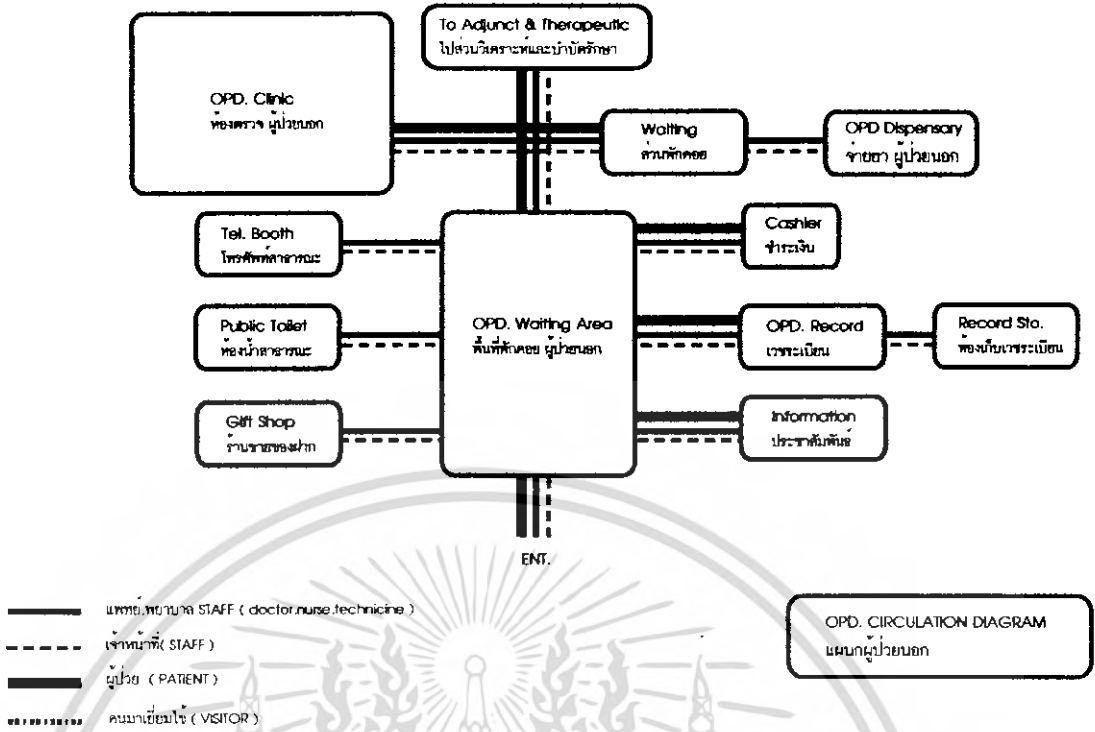 To Adjunct & Therapeutic
ไปส่วนวิเคราะห์และบำบัดรักษา
OPD. Clinic
ห้องตรวจ ผู้ป่วยนอก
Waiting
ส่วนพักคอย
OPD Dispensary
จ่ายยา ผู้ป่วยนอก
Tel. Booth
โทรศัพท์สาธารณะ
Cashier
ชำระเงิน
Public Toilet
ห้องน้ำสาธารณะ
OPD. Waiting Area
พื้นที่พักคอย ผู้ป่วยนอก
OPD. Record
เวชระเบียน
Record Sto.
ห้องเก็บเวชระเบียน
Gift Shop
ร้านขายของฝาก
Information
ประชาสัมพันธ์
ENT.
แพทย์,พยาบาล STAFF ( doctor,nurse,technicine )
เจ้าหน้าที่( STAFF )
ผู้ป่วย ( PATIENT )
คนมาเยี่ยมไข้ ( VISITOR )
OPD. CIRCULATION DIAGRAM
แผนกผู้ป่วยนอก